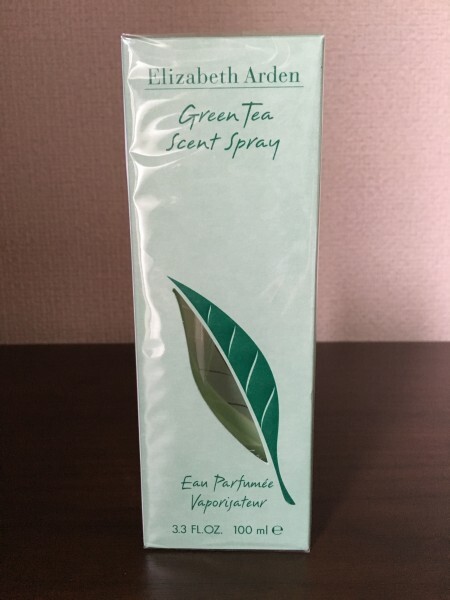 Elizabeth Arden
Green Tea
Scent Spray
Eau Parfumée
Vaporisateur
3.3 FL.OZ. 100 ml ℮